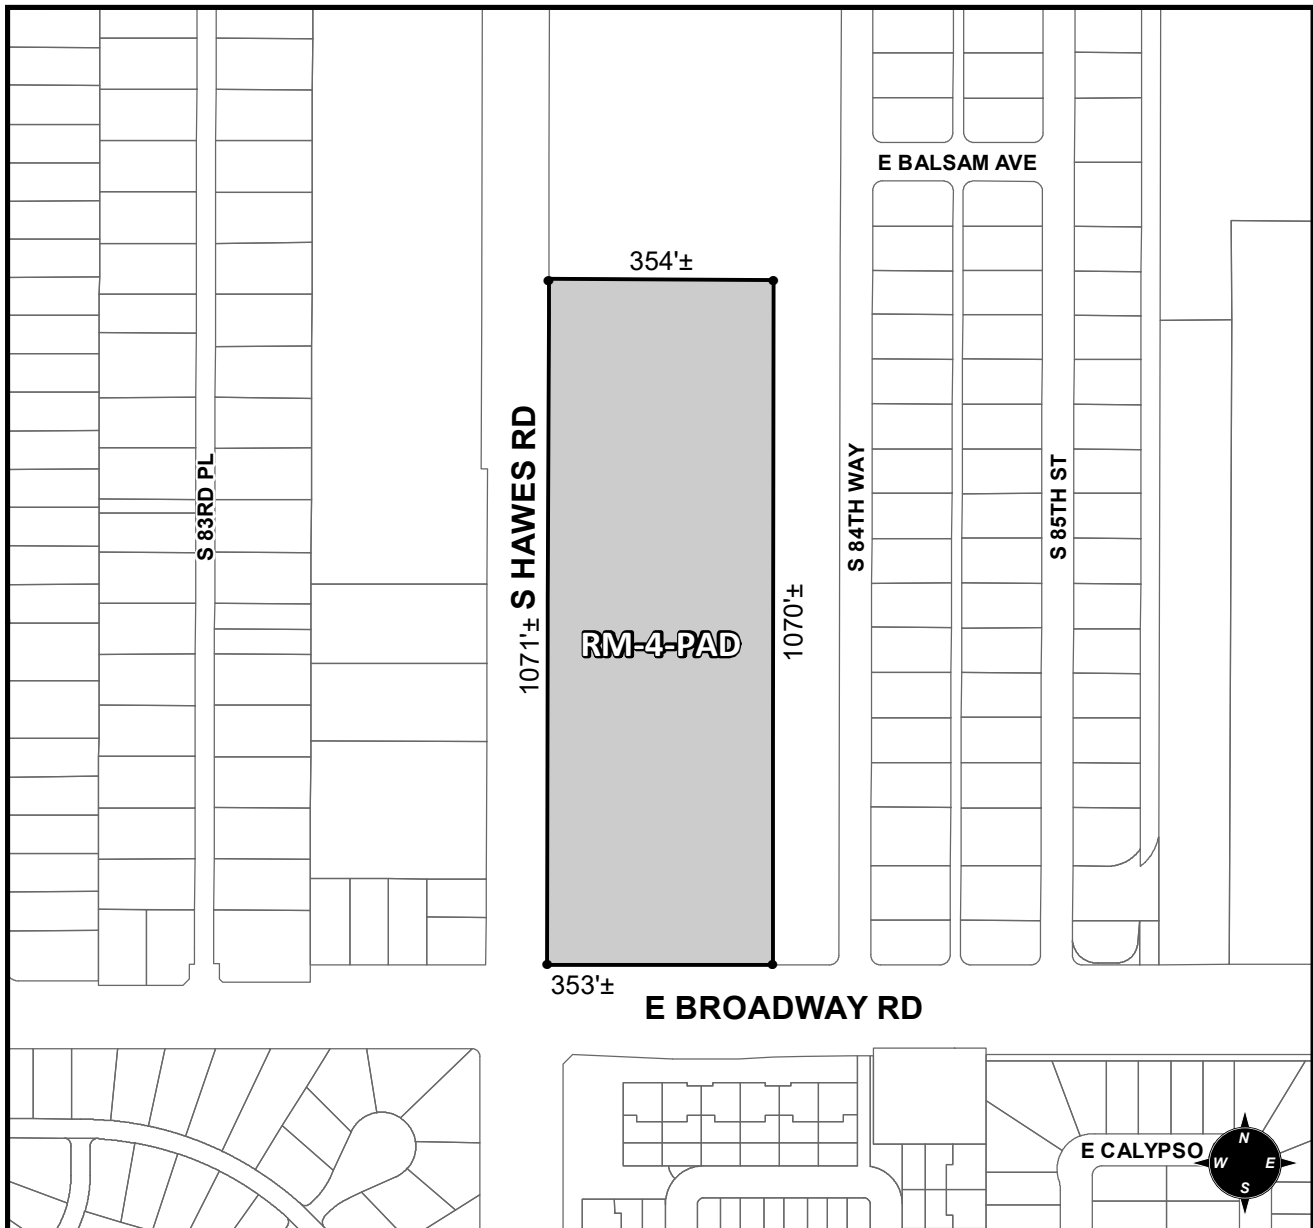 E BALSAM AVE
354'±
S HAWES RD
S 83RD PL
S 84TH WAY
S 85TH ST
1071'±
1070'±
RM-4-PAD
353'±
E BROADWAY RD
E CALYPSO
N
W E
S